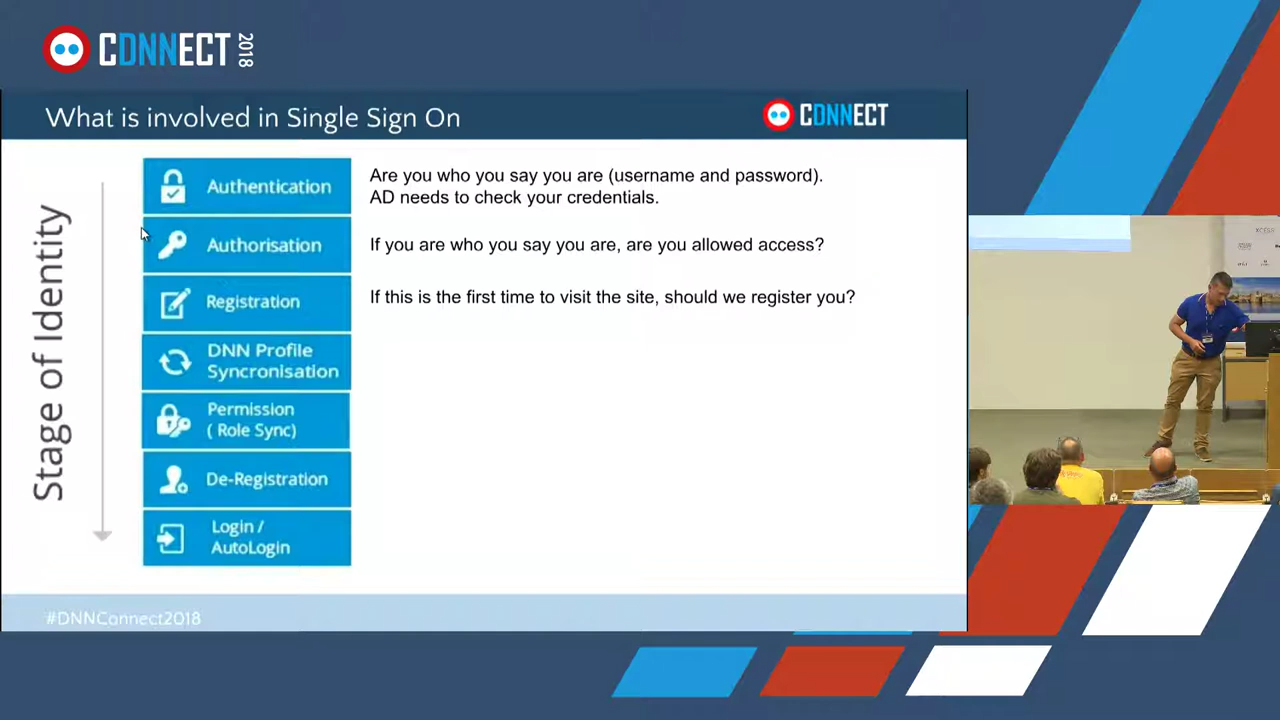 CDNNECT 2018
What is involved in Single Sign On
CDNNECT
Stage of Identity
Authentication
Are you who you say you are (username and password).
AD needs to check your credentials.
Authorisation
If you are who you say you are, are you allowed access?
Registration
If this is the first time to visit the site, should we register you?
DNN Profile
Syncronisation
Permission
( Role Sync)
De-Registration
Login /
AutoLogin
#DNNConnect2018
XCESS